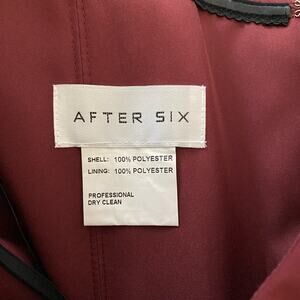 AFTER SIX
SHELL: 100% POLYESTER
LINING: 100% POLYESTER
PROFESSIONAL
DRY CLEAN